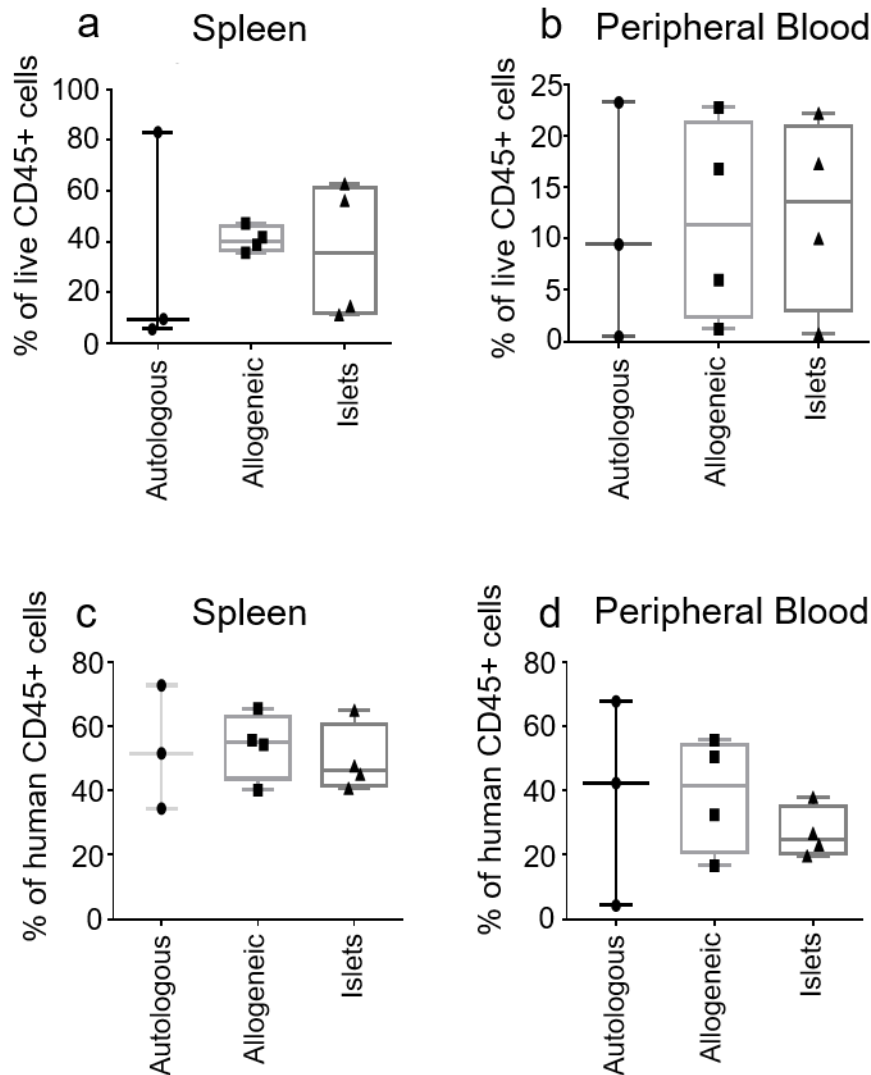 a Spleen
% of live CD45+ cells
100
80
60
40
20
0
Autologous
Allogeneic
Islets
b Peripheral Blood
% of live CD45+ cells
25
20
15
10
5
0
Autologous
Allogeneic
Islets
c Spleen
% of human CD45+ cells
80
60
40
20
0
Autologous
Allogeneic
Islets
d Peripheral Blood
% of human CD45+ cells
80
60
40
20
0
Autologous
Allogeneic
Islets